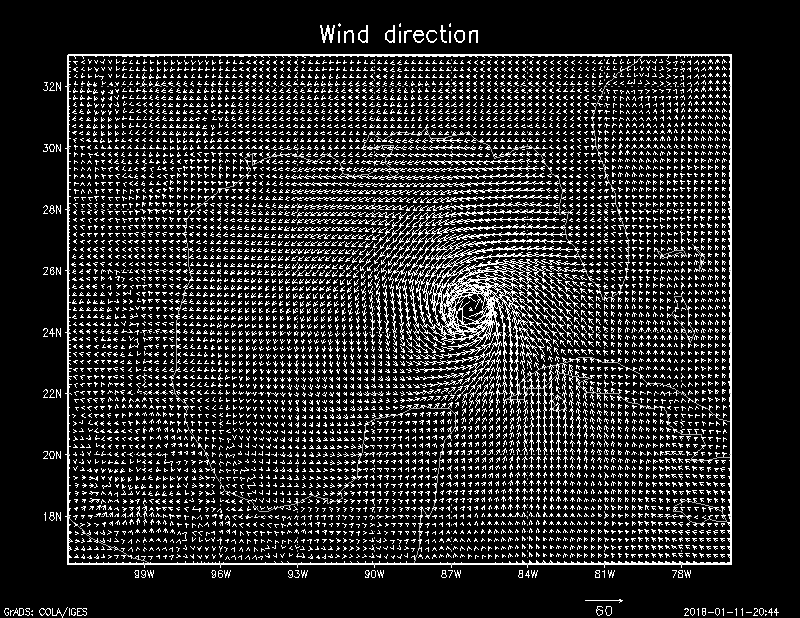 Wind direction
32N
30N
28N
26N
24N
22N
20N
18N
99W 96W 93W 90W 87W 84W 81W 78W
60
GrADS: COLA/IGES 2018-01-11-20:44